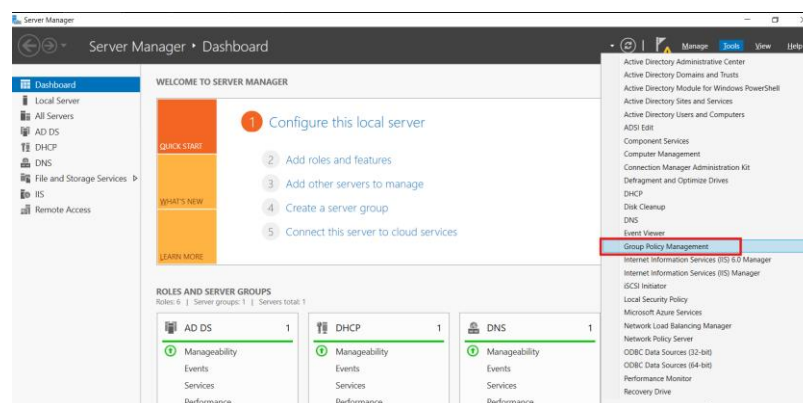 Server Manager
Server Manager • Dashboard
Manage Tools View Help
Dashboard
Local Server
All Servers
AD DS
DHCP
DNS
File and Storage Services
IIS
Remote Access
WELCOME TO SERVER MANAGER
QUICK START
WHAT'S NEW
LEARN MORE
1 Configure this local server
2 Add roles and features
3 Add other servers to manage
4 Create a server group
5 Connect this server to cloud services
ROLES AND SERVER GROUPS
Roles: 6 | Server groups: 1 | Servers total: 1
AD DS 1
Manageability
Events
Services
Performance
DHCP 1
Manageability
Events
Services
Performance
DNS 1
Manageability
Events
Services
Performance
Active Directory Administrative Center
Active Directory Domains and Trusts
Active Directory Module for Windows PowerShell
Active Directory Sites and Services
Active Directory Users and Computers
ADSI Edit
Component Services
Computer Management
Connection Manager Administration Kit
Defragment and Optimize Drives
DHCP
Disk Cleanup
DNS
Event Viewer
Group Policy Management
Internet Information Services (IIS) 6.0 Manager
Internet Information Services (IIS) Manager
iSCSI Initiator
Local Security Policy
Microsoft Azure Services
Network Load Balancing Manager
Network Policy Server
ODBC Data Sources (32-bit)
ODBC Data Sources (64-bit)
Performance Monitor
Recovery Drive